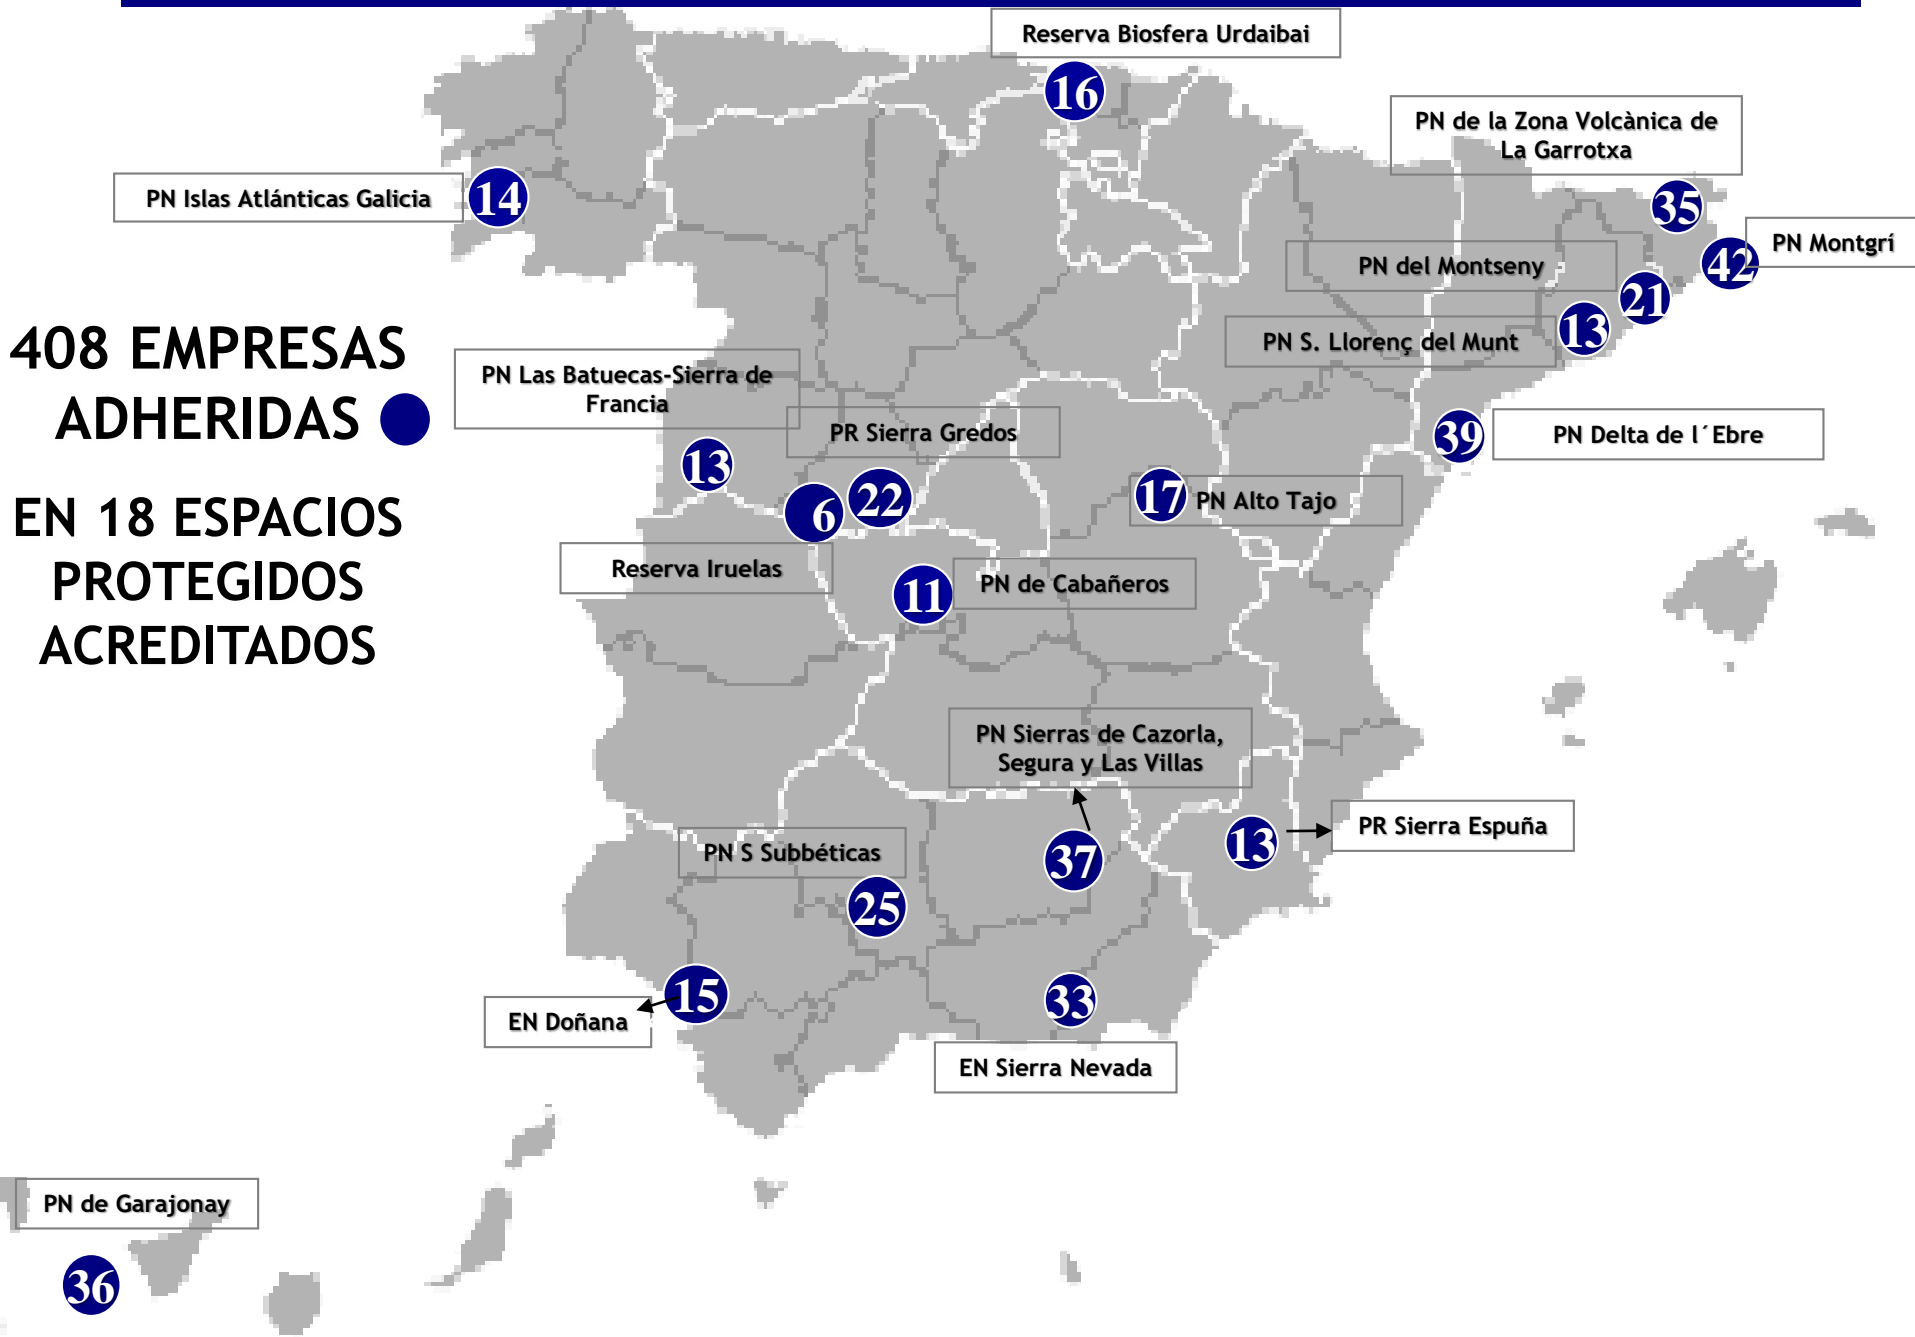 Reserva Biosfera Urdaibai
16
PN de la Zona Volcànica de
La Garrotxa
35
PN Islas Atlánticas Galicia
14
PN Montgrí
42
PN del Montseny
21
PN S. Llorenç del Munt
13
408 EMPRESAS
ADHERIDAS
EN 18 ESPACIOS
PROTEGIDOS
ACREDITADOS
PN Las Batuecas-Sierra de
Francia
13
PR Sierra Gredos
22
6
Reserva Iruelas
39
PN Delta de l´Ebre
17
PN Alto Tajo
11
PN de Cabañeros
PN Sierras de Cazorla,
Segura y Las Villas
37
13
PR Sierra Espuña
PN S Subbéticas
25
15
EN Doñana
33
EN Sierra Nevada
PN de Garajonay
36